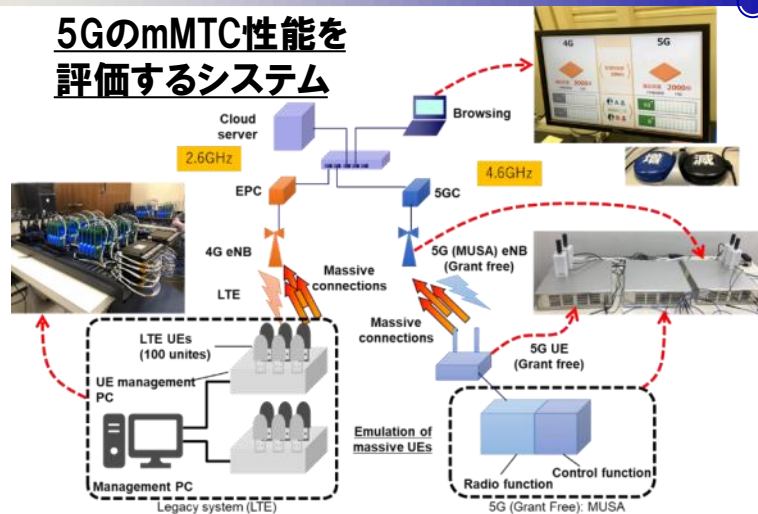 5GのmMTC性能を
評価するシステム
4G
5G
Cloud
server
Browsing
2.6GHz
4.6GHz
増
減
EPC
5GC
4G eNB
5G (MUSA) eNB
(Grant free)
Massive
connections
LTE
Massive
connections
LTE UEs
(100 unites)
5G UE
(Grant free)
UE management
PC
Emulation of
massive UEs
Management PC
Radio function
Control function
Legacy system (LTE)
5G (Grant Free): MUSA